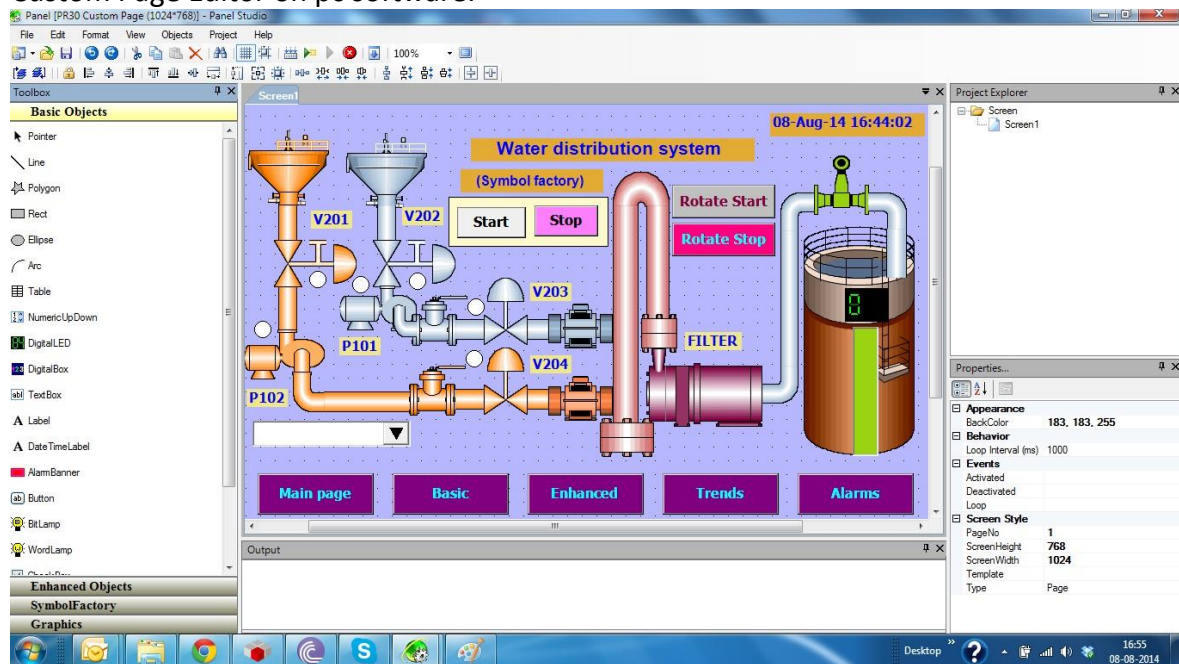 Custom Page Editor on pc software.
Panel [PR30 Custom Page (1024*768)] - Panel Studio
File Edit Format View Objects Project Help
100%
Toolbox
Basic Objects
Pointer
Line
Polygon
Rect
Ellipse
Arc
Table
NumericUpDown
DigitalLED
DigitalBox
TextBox
Label
DateTimeLabel
AlarmBanner
Button
BitLamp
WordLamp
CheckBox
Enhanced Objects
SymbolFactory
Graphics
Screen1
08-Aug-14 16:44:02
Water distribution system
(Symbol factory)
Start Stop
Rotate Start
Rotate Stop
V201
V202
V203
P101
FILTER
V204
P102
0
Main page Basic Enhanced Trends Alarms
Output
Project Explorer
Screen
Screen1
Properties...
Appearance
BackColor 183, 183, 255
Behavior
Loop Interval (ms) 1000
Events
Activated
Deactivated
Loop
Screen Style
PageNo 1
ScreenHeight 768
ScreenWidth 1024
Template
Type Page
Desktop
16:55
08-08-2014